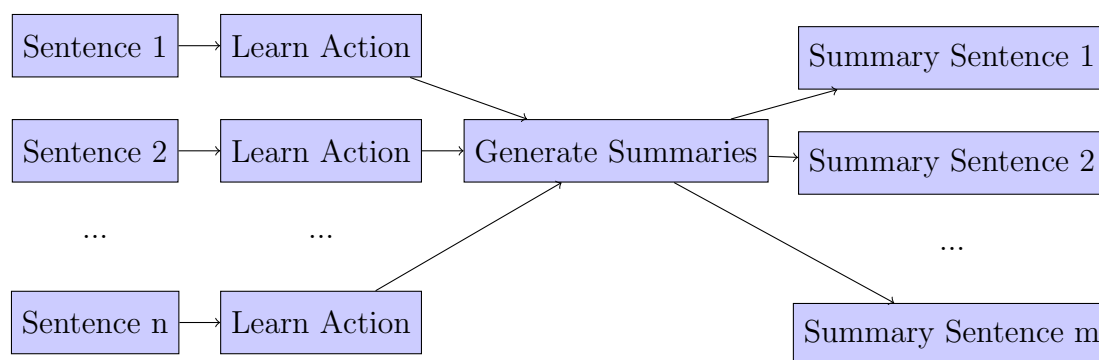 Sentence 1
Learn Action
Summary Sentence 1
Sentence 2
Learn Action
Generate Summaries
Summary Sentence 2
...
...
...
Sentence n
Learn Action
Summary Sentence m